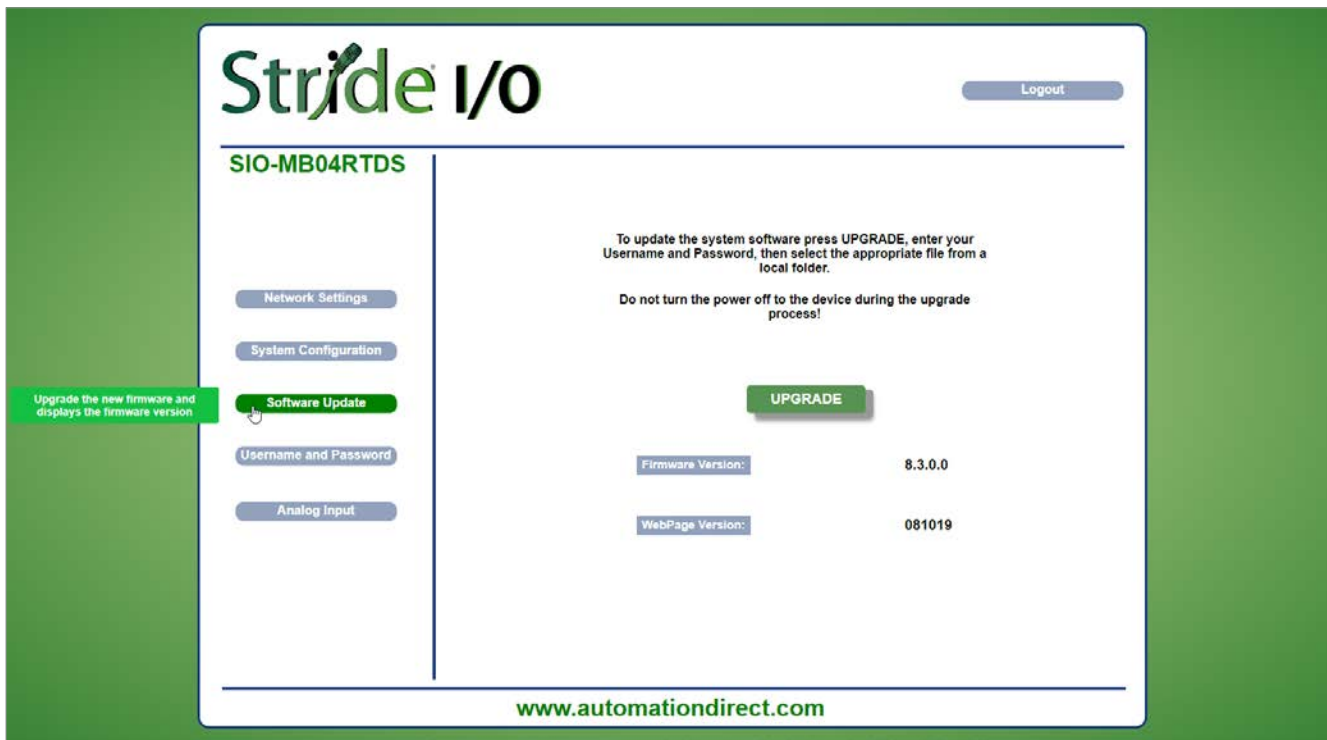 Stride I/O
Logout
SIO-MB04RTDS
To update the system software press UPGRADE, enter your
Username and Password, then select the appropriate file from a
local folder.
Network Settings
Do not turn the power off to the device during the upgrade
process!
System Configuration
Upgrade the new firmware and
displays the firmware version
Software Update
UPGRADE
Username and Password
Firmware Version:
8.3.0.0
Analog Input
WebPage Version:
081019
www.automationdirect.com